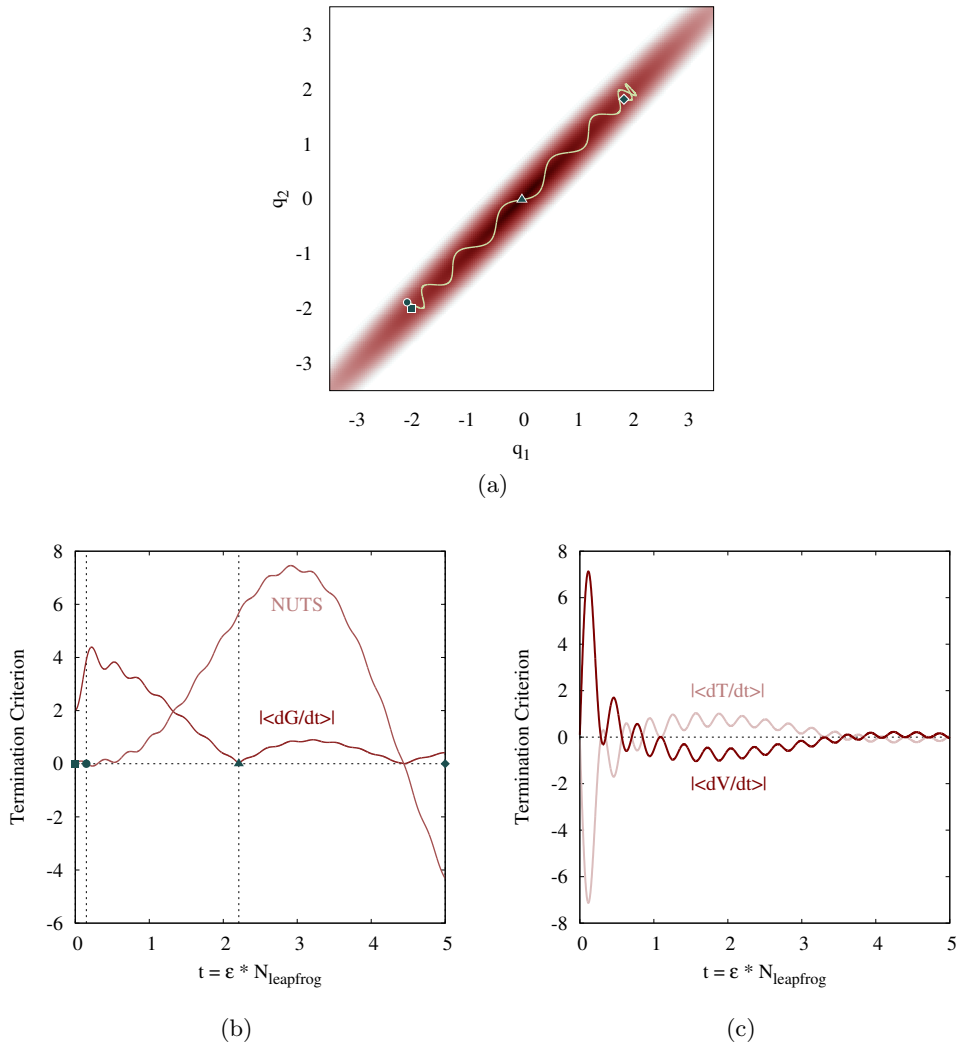 3
2
1
0
-1
-2
-3
q2
-3 -2 -1 0 1 2 3
q1
(a)
8
6
4
2
0
-2
-4
-6
Termination Criterion
NUTS
|<dG/dt>|
0 1 2 3 4 5
t = ε * Nleapfrog
(b)
8
6
4
2
0
-2
-4
-6
-8
Termination Criterion
|<dT/dt>|
|<dV/dt>|
0 1 2 3 4 5
t = ε * Nleapfrog
(c)